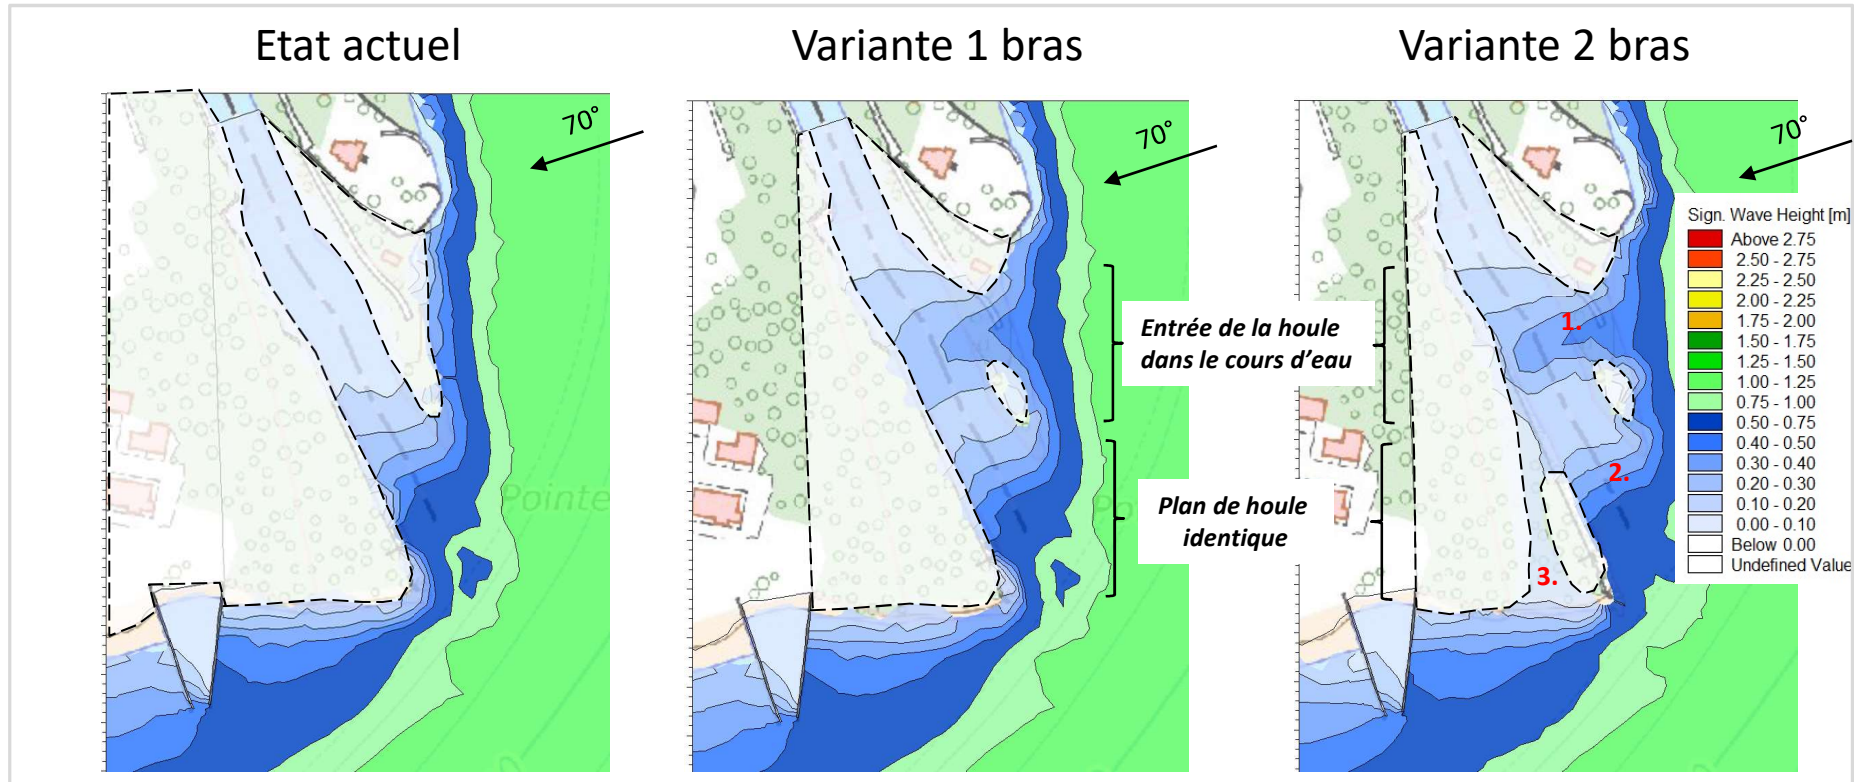 Etat actuel
Variante 1 bras
Variante 2 bras
70°
70°
70°
Sign. Wave Height [m]
Above 2.75
2.50 - 2.75
2.25 - 2.50
2.00 - 2.25
1.75 - 2.00
1.50 - 1.75
1.25 - 1.50
1.00 - 1.25
0.75 - 1.00
0.50 - 0.75
0.40 - 0.50
0.30 - 0.40
0.20 - 0.30
0.10 - 0.20
0.00 - 0.10
Below 0.00
Undefined Value
Entrée de la houle
dans le cours d'eau
Plan de houle
identique
1.
2.
3.
Pointe
Po